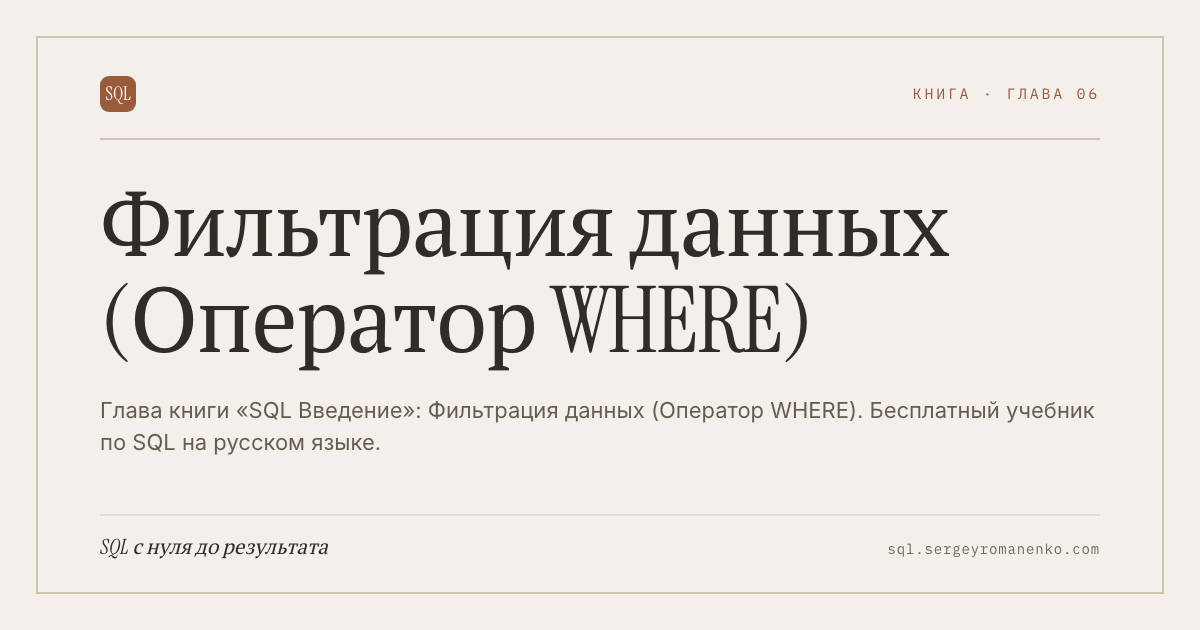 SQL
КНИГА · ГЛАВА 06
Фильтрация данных
(Оператор WHERE)
Глава книги «SQL Введение»: Фильтрация данных (Оператор WHERE). Бесплатный учебник
по SQL на русском языке.
SQL с нуля до результата
sql.sergeyromanenko.com